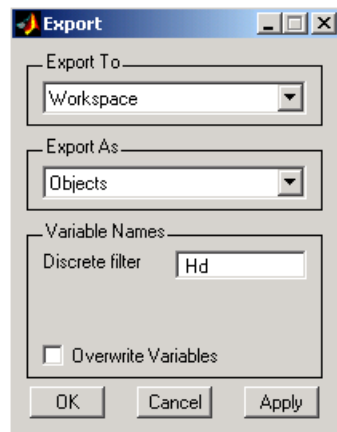 Export
Export To
Workspace
Export As
Objects
Variable Names
Discrete filter Hd
Overwrite Variables
OK Cancel Apply